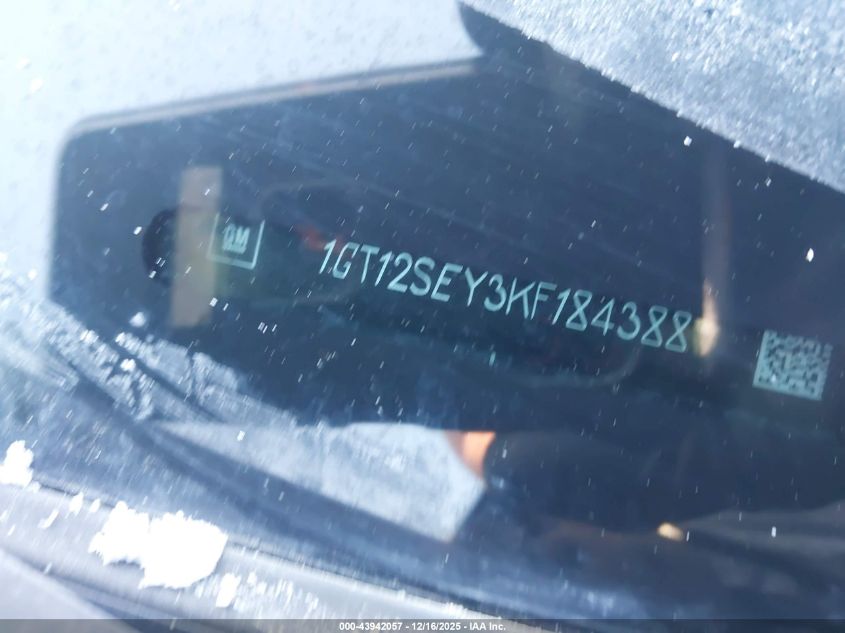 GM
1GT12SEY3KF184388
000-43942057 - 12/16/2025 - IAA Inc.